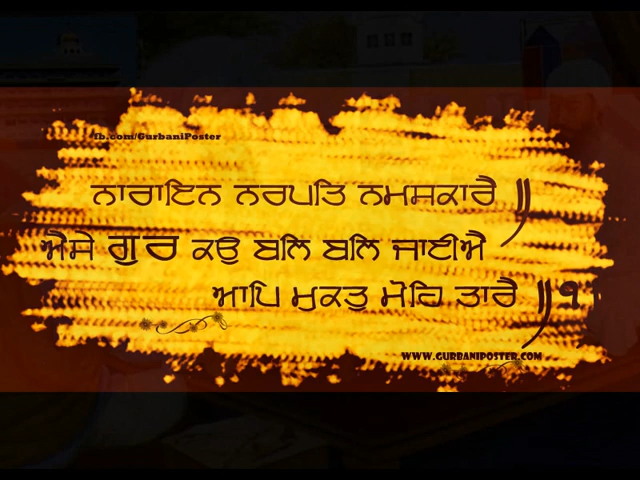 fb.com/GurbaniPoster
ਨਾਰਾਇਨ ਨਰਪਤਿ ਨਮਸਕਾਰੈ ॥
ਐਸੇ ਗੁਰ ਕਉ ਬਲਿ ਬਲਿ ਜਾਈਐ
ਆਪਿ ਮੁਕਤੁ ਮੋਹਿ ਤਾਰੈ ॥੧
WWW.GURBANIPOSTER.COM